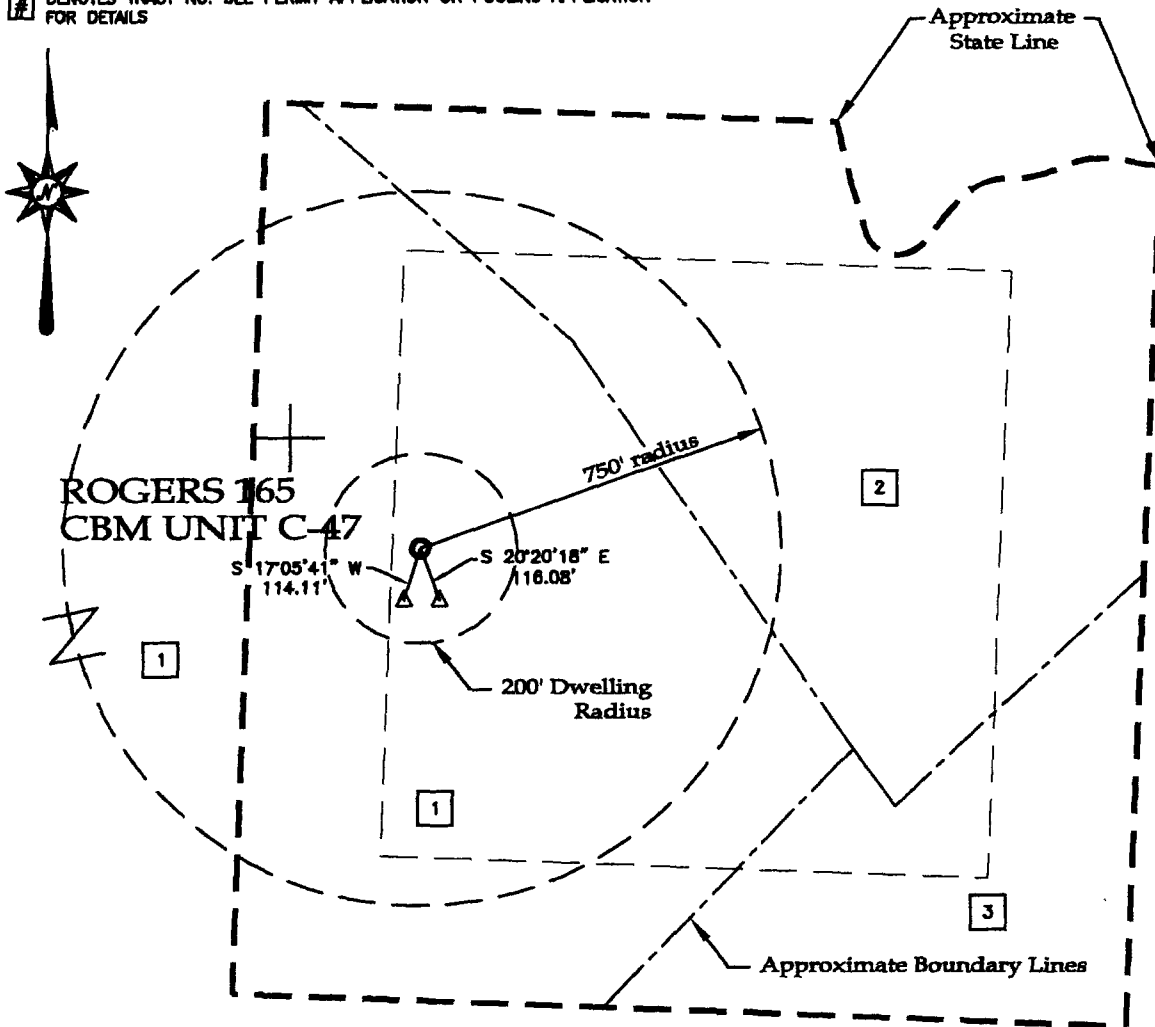 #
FOR DETAILS
Approximate
State Line
N
750' radius
2
ROGERS 165
CBM UNIT C-47
S 17°05'41" W
114.11'
S 20°20'18" E
116.08'
1
200' Dwelling
Radius
1
3
Approximate Boundary Lines